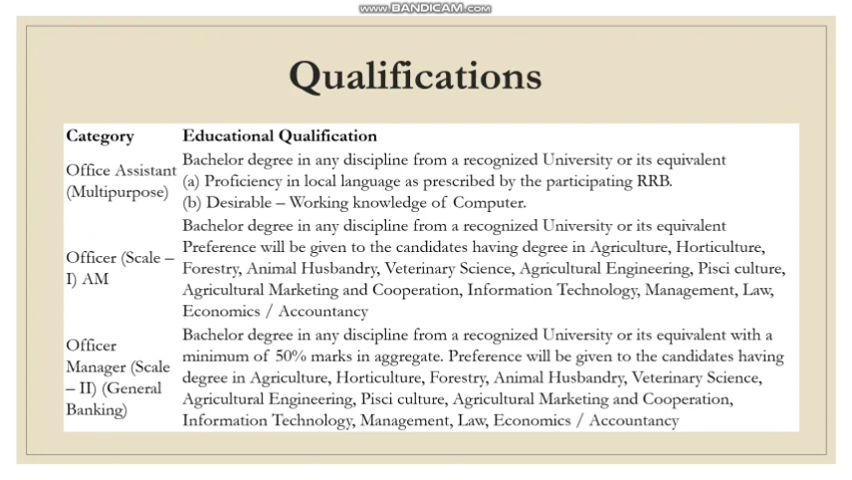 www.BANDICAM.com
Qualifications
Category Educational Qualification
Office Assistant (Multipurpose)
Bachelor degree in any discipline from a recognized University or its equivalent
(a) Proficiency in local language as prescribed by the participating RRB.
(b) Desirable – Working knowledge of Computer.
Officer (Scale –
I) AM
Bachelor degree in any discipline from a recognized University or its equivalent
Preference will be given to the candidates having degree in Agriculture, Horticulture,
Forestry, Animal Husbandry, Veterinary Science, Agricultural Engineering, Pisci culture,
Agricultural Marketing and Cooperation, Information Technology, Management, Law,
Economics / Accountancy
Officer
Manager (Scale
– II) (General
Banking)
Bachelor degree in any discipline from a recognized University or its equivalent with a
minimum of 50% marks in aggregate. Preference will be given to the candidates having
degree in Agriculture, Horticulture, Forestry, Animal Husbandry, Veterinary Science,
Agricultural Engineering, Pisci culture, Agricultural Marketing and Cooperation,
Information Technology, Management, Law, Economics / Accountancy